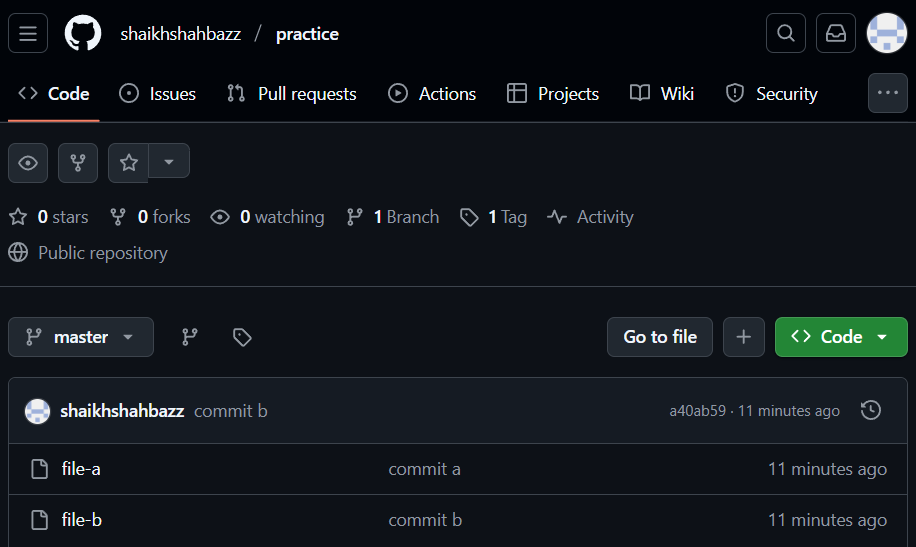 shaikhshahbazz / practice
Code Issues Pull requests Actions Projects Wiki Security
0 stars 0 forks 0 watching 1 Branch 1 Tag Activity
Public repository
master Go to file Code
shaikhshahbazz commit b a40ab59 · 11 minutes ago
file-a commit a 11 minutes ago
file-b commit b 11 minutes ago